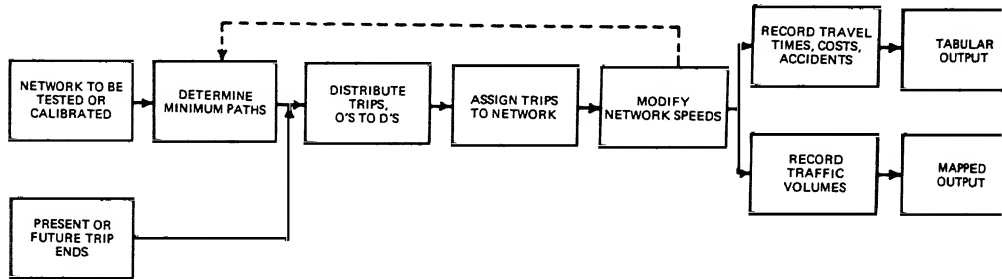 NETWORK TO BE
TESTED OR
CALIBRATED
DETERMINE
MINIMUM PATHS
DISTRIBUTE
TRIPS,
O'S TO D'S
ASSIGN TRIPS
TO NETWORK
MODIFY
NETWORK SPEEDS
RECORD TRAVEL
TIMES, COSTS,
ACCIDENTS
TABULAR
OUTPUT
RECORD
TRAFFIC
VOLUMES
MAPPED
OUTPUT
PRESENT OR
FUTURE TRIP
ENDS